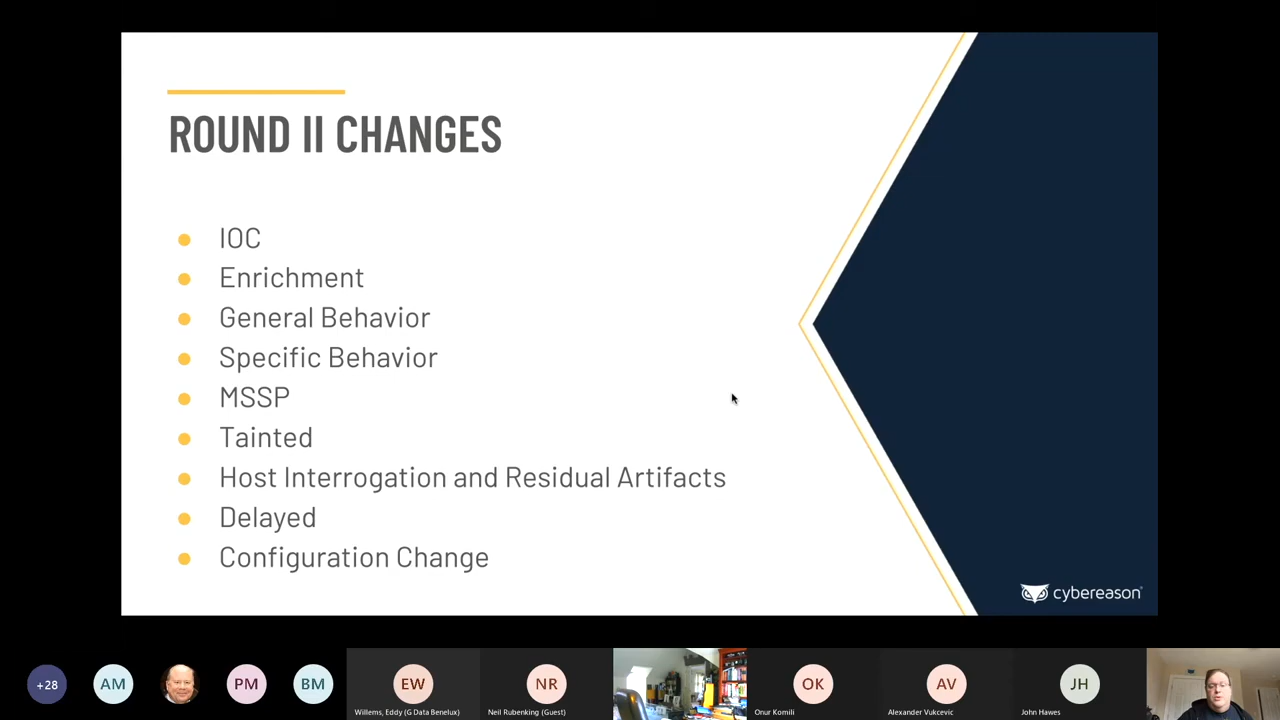 ROUND II CHANGES
IOC
Enrichment
General Behavior
Specific Behavior
MSSP
Tainted
Host Interrogation and Residual Artifacts
Delayed
Configuration Change
cybereason
+28
AM
PM
BM
EW
NR
OK
AV
JH
Willems, Eddy (G Data Benelux)
Neil Rubenking (Guest)
Onur Komili
Alexander Vukcevic
John Hawes